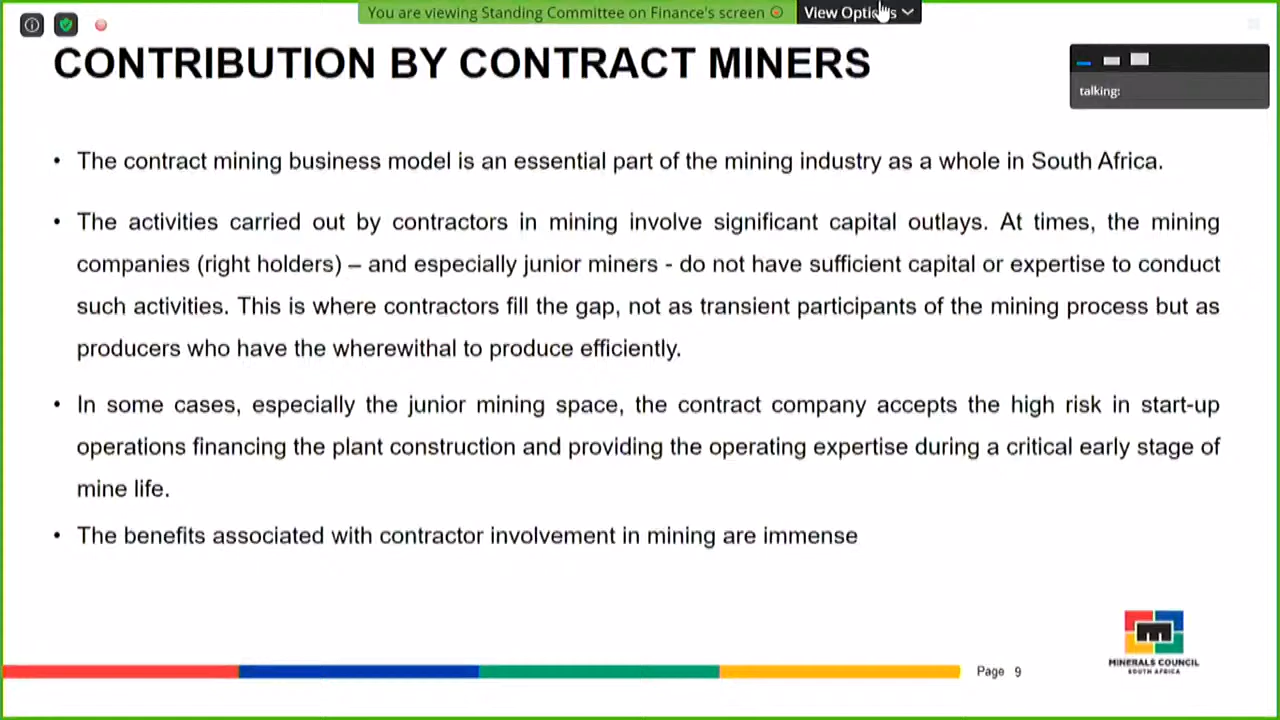 You are viewing Standing Committee on Finance's screen
View Options
CONTRIBUTION BY CONTRACT MINERS
talking:
• The contract mining business model is an essential part of the mining industry as a whole in South Africa.
• The activities carried out by contractors in mining involve significant capital outlays. At times, the mining
companies (right holders) – and especially junior miners - do not have sufficient capital or expertise to conduct
such activities. This is where contractors fill the gap, not as transient participants of the mining process but as
producers who have the wherewithal to produce efficiently.
• In some cases, especially the junior mining space, the contract company accepts the high risk in start-up
operations financing the plant construction and providing the operating expertise during a critical early stage of
mine life.
• The benefits associated with contractor involvement in mining are immense
MINERALS COUNCIL
SOUTH AFRICA
Page 9